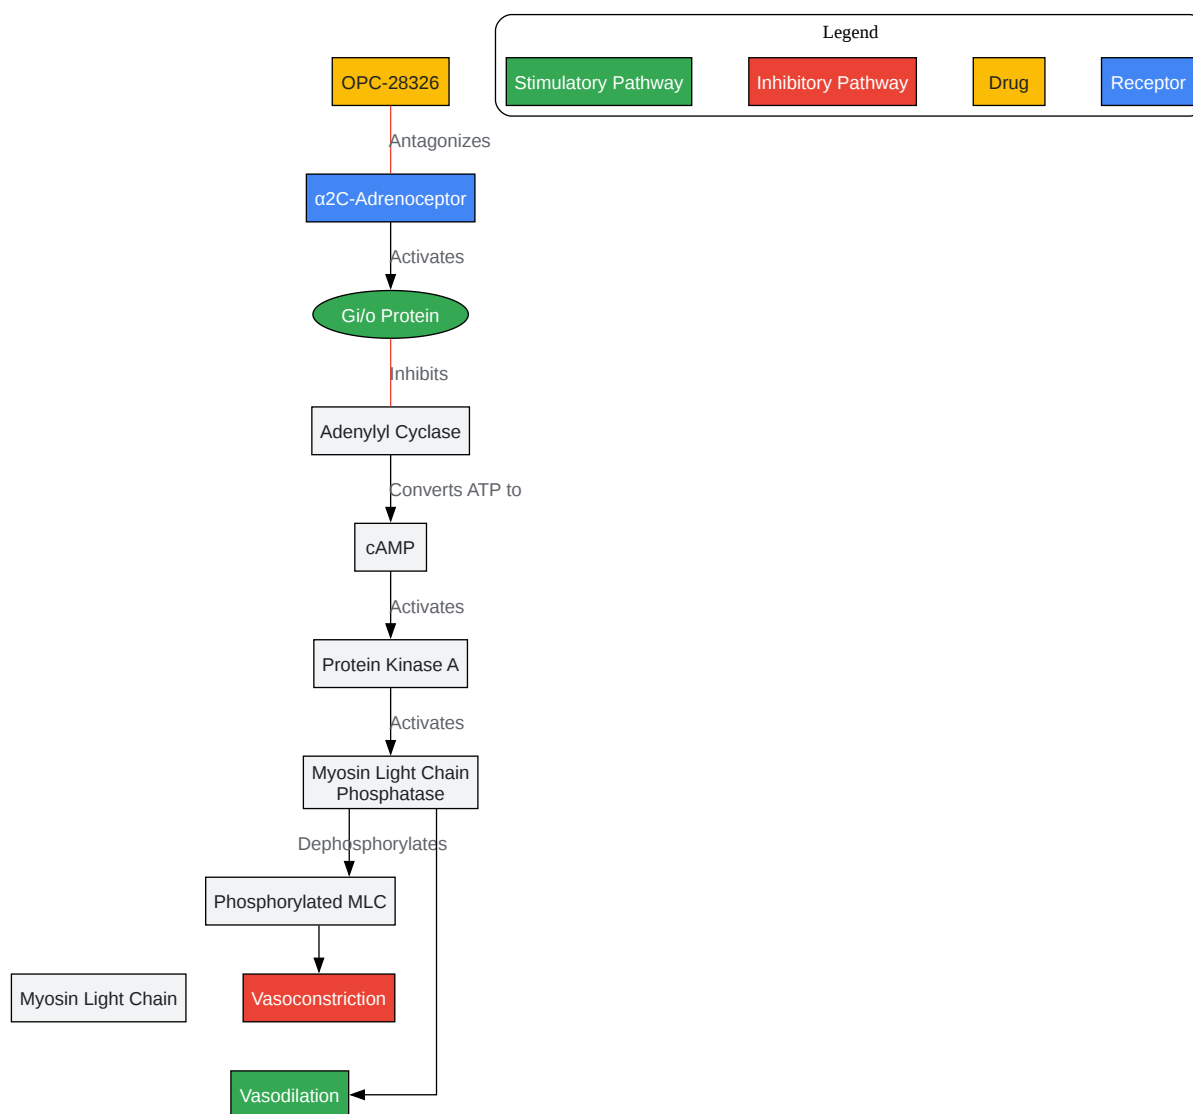 Legend
OPC-28326
Stimulatory Pathway
Inhibitory Pathway
Drug
Receptor
Antagonizes
α2C-Adrenoceptor
Activates
Gi/o Protein
Inhibits
Adenylyl Cyclase
Converts ATP to
cAMP
Activates
Protein Kinase A
Activates
Myosin Light Chain
Phosphatase
Dephosphorylates
Phosphorylated MLC
Myosin Light Chain
Vasoconstriction
Vasodilation